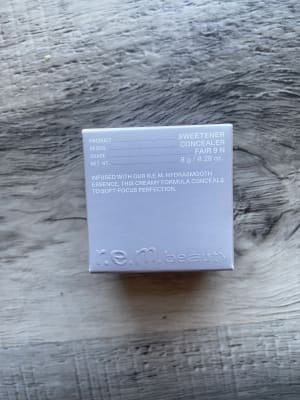 PRODUCT SWEETENER
DESIG. CONCEALER
SHADE FAIR 9 N
NET WT. 8 g / 0.28 oz.
INFUSED WITH OUR R.E.M. HYDRASMOOTH
ESSENCE, THIS CREAMY FORMULA CONCEALS
TO SOFT-FOCUS PERFECTION.
r.e.m.beauty